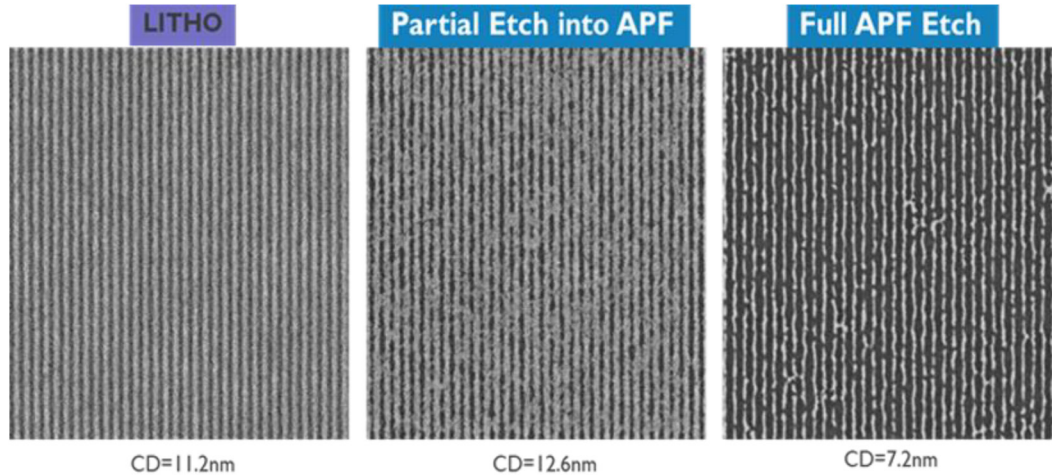 LITHO
Partial Etch into APF
Full APF Etch
CD=11.2nm
CD=12.6nm
CD=7.2nm